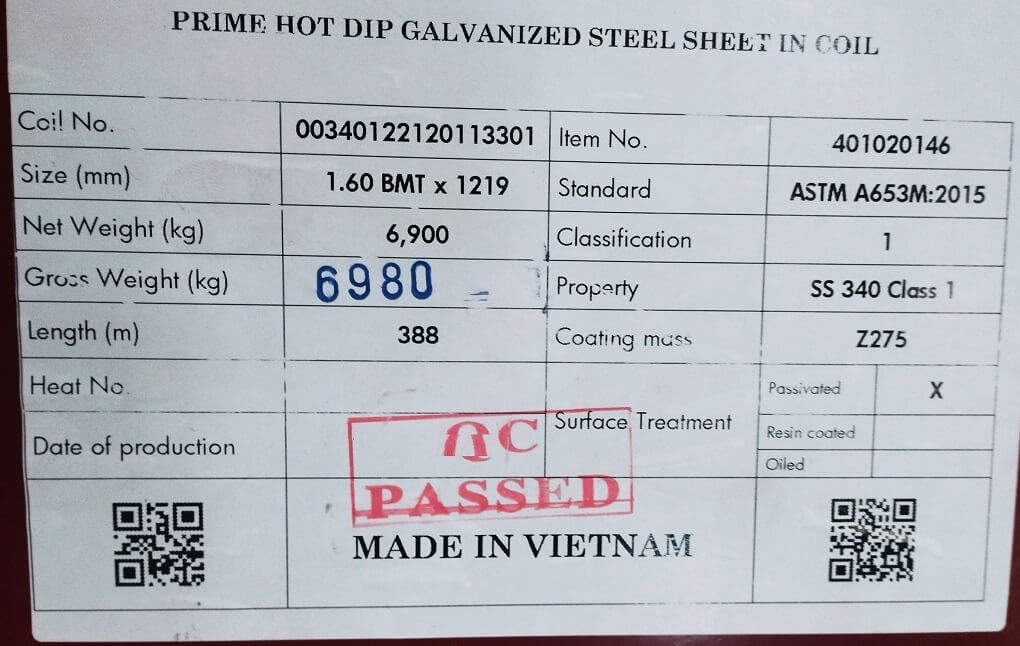 PRIME HOT DIP GALVANIZED STEEL SHEET IN COIL
Coil No. 00340122120113301 Item No. 401020146
Size (mm) 1.60 BMT x 1219 Standard ASTM A653M:2015
Net Weight (kg) 6,900 Classification 1
Gross Weight (kg) 6980 Property SS 340 Class 1
Length (m) 388 Coating mass Z275
Heat No. Passivated X
Surface Treatment
Date of production Resin coated
Oiled
QC
PASSED
MADE IN VIETNAM